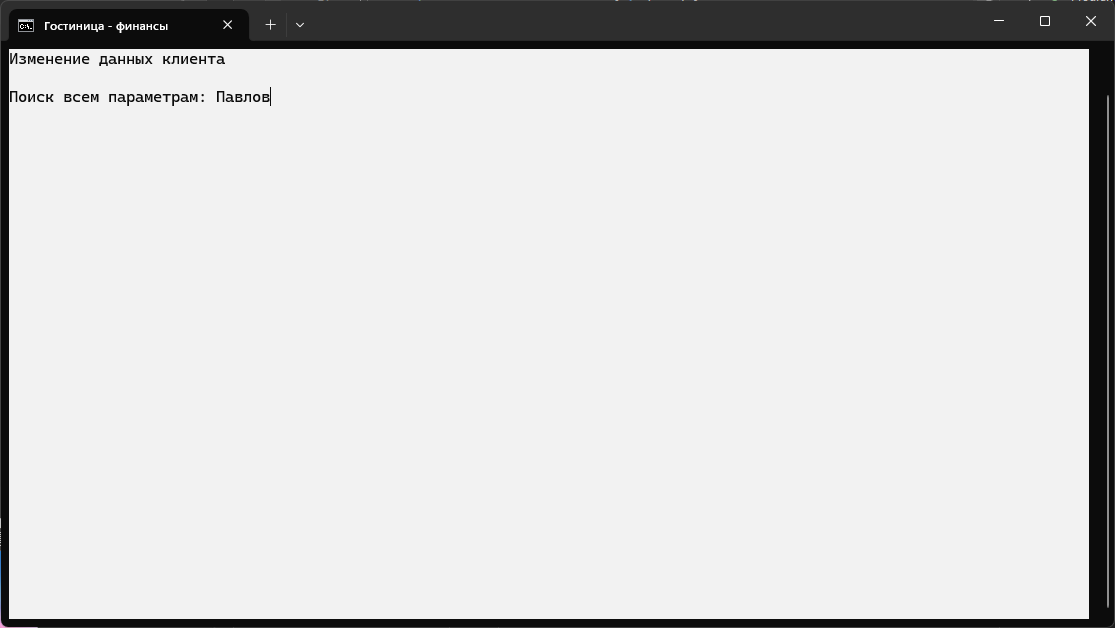 Гостиница - финансы
Изменение данных клиента
Поиск всем параметрам: Павлов